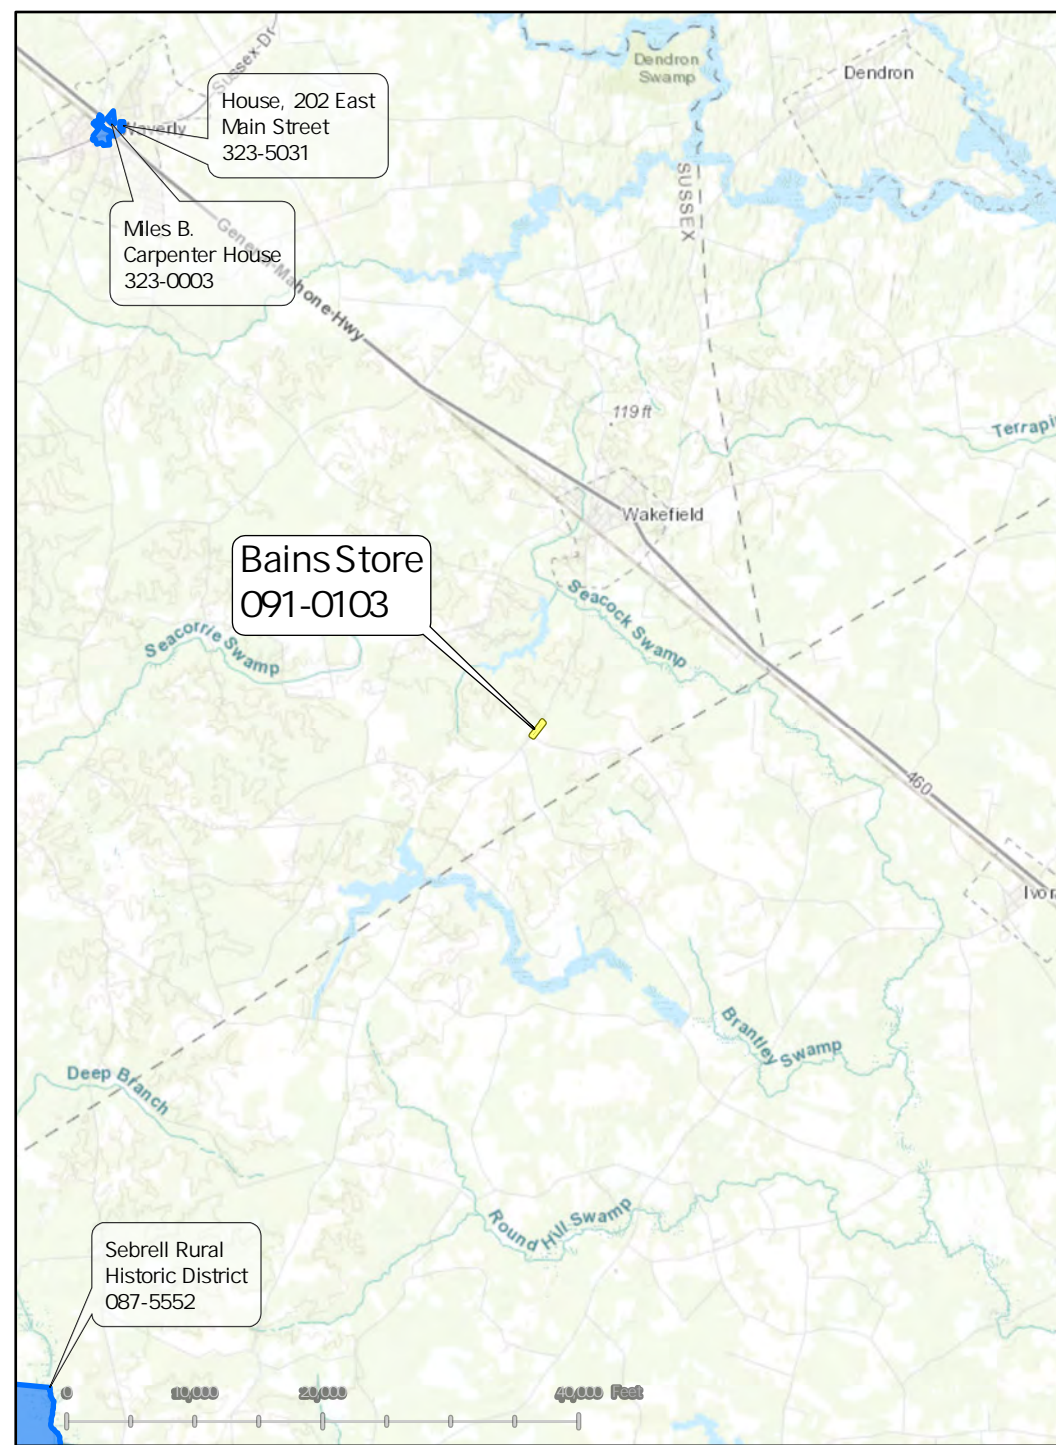 Sussex-Dr
Dendron
Swamp
Dendron
House, 202 East
Main Street
323-5031
Waverly
SUSSEX
Miles B.
Carpenter House
323-0003
General-Mahone-Hwy
119 ft
Wakefield
Bains Store
091-0103
Seacock Swamp
Seacorrie Swamp
460
Brantley Swamp
Deep Branch
Round Hill Swamp
Sebrell Rural
Historic District
087-5552
0 10,000 20,000 40,000 Feet